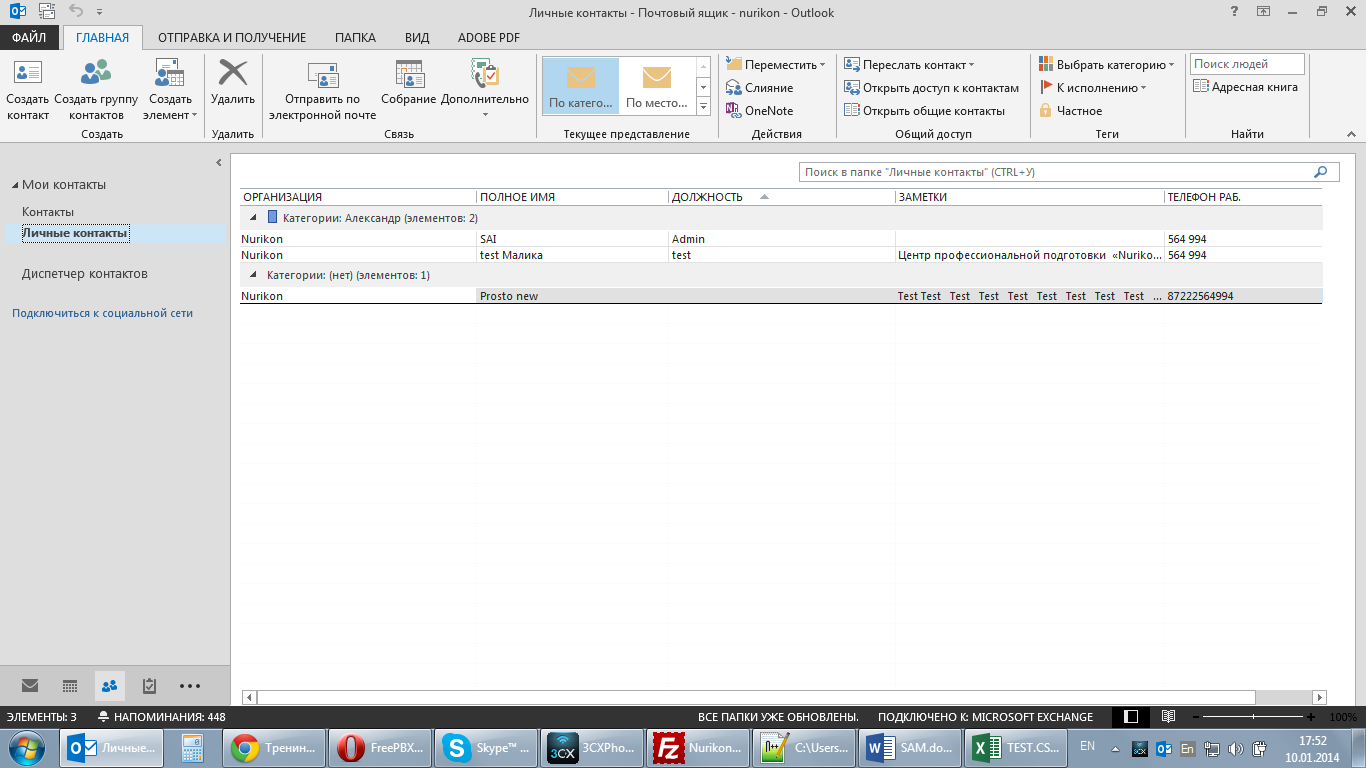 Личные контакты - Почтовый ящик - nurikon - Outlook
ФАЙЛ ГЛАВНАЯ ОТПРАВКА И ПОЛУЧЕНИЕ ПАПКА ВИД ADOBE PDF
Создать контакт
Создать группу контактов
Создать элемент
Создать
Удалить
Удалить
Отправить по электронной почте
Собрание
Дополнительно
Связь
По катего...
По место...
Текущее представление
Переместить
Слияние
OneNote
Действия
Переслать контакт
Открыть доступ к контактам
Открыть общие контакты
Общий доступ
Выбрать категорию
К исполнению
Частное
Теги
Поиск людей
Адресная книга
Найти
Мои контакты
Контакты
Личные контакты
Диспетчер контактов
Подключиться к социальной сети
Поиск в папке "Личные контакты" (CTRL+У)
ОРГАНИЗАЦИЯ ПОЛНОЕ ИМЯ ДОЛЖНОСТЬ ЗАМЕТКИ ТЕЛЕФОН РАБ.
Категории: Александр (элементов: 2)
Nurikon SAI Admin 564 994
Nurikon test Малика test Центр профессиональной подготовки «Nuriko... 564 994
Категории: (нет) (элементов: 1)
Nurikon Prosto new Test Test Test Test Test Test Test Test Test ... 87222564994
ЭЛЕМЕНТЫ: 3 НАПОМИНАНИЯ: 448 ВСЕ ПАПКИ УЖЕ ОБНОВЛЕНЫ. ПОДКЛЮЧЕНО К: MICROSOFT EXCHANGE 100%
Личные... Тренин... FreePBX... Skype™ ... 3CXPho... Nurikon... C:\Users... SAM.do... TEST.CS... EN En 17:52
10.01.2014